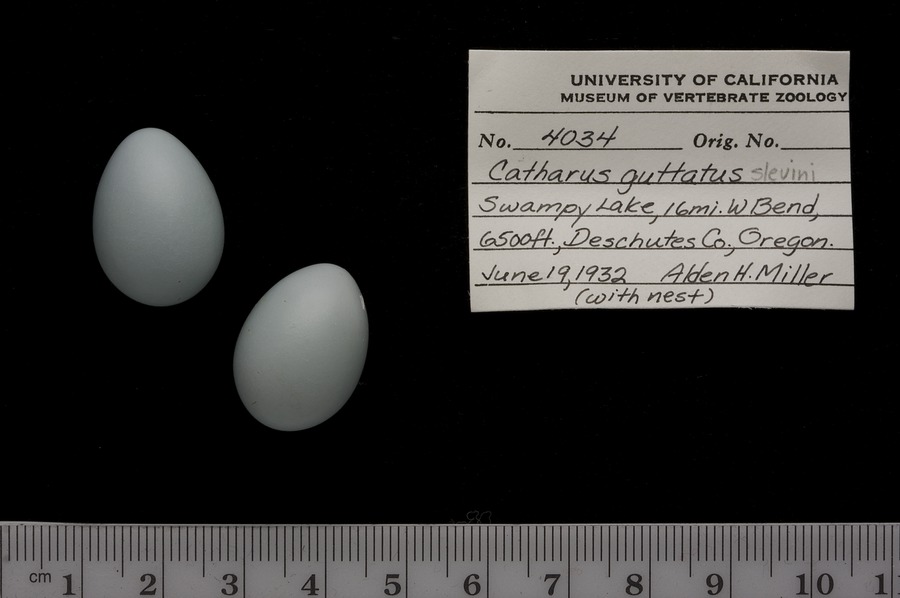 UNIVERSITY OF CALIFORNIA
MUSEUM OF VERTEBRATE ZOOLOGY
No. 4034 Orig. No.
Catharus guttatus slevini
Swampy Lake, 16mi. W Bend,
6500ft., Deschutes Co., Oregon.
June 19, 1932 Alden H. Miller
(with nest)
cm 1 2 3 4 5 6 7 8 9 10 1